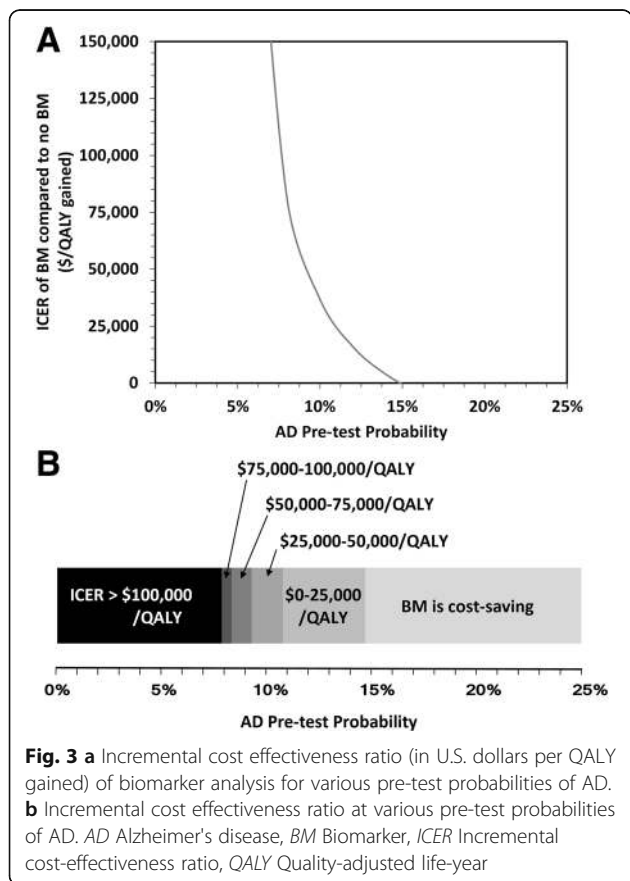 A
150,000
125,000
100,000
75,000
50,000
25,000
0
ICER of BM compared to no BM
($/QALY gained)
0% 5% 10% 15% 20% 25%
AD Pre-test Probability
B
$75,000-100,000/QALY
$50,000-75,000/QALY
$25,000-50,000/QALY
ICER > $100,000
/QALY
$0-25,000
/QALY
BM is cost-saving
0% 5% 10% 15% 20% 25%
AD Pre-test Probability
Fig. 3 a Incremental cost effectiveness ratio (in U.S. dollars per QALY
gained) of biomarker analysis for various pre-test probabilities of AD.
b Incremental cost effectiveness ratio at various pre-test probabilities
of AD. AD Alzheimer's disease, BM Biomarker, ICER Incremental
cost-effectiveness ratio, QALY Quality-adjusted life-year